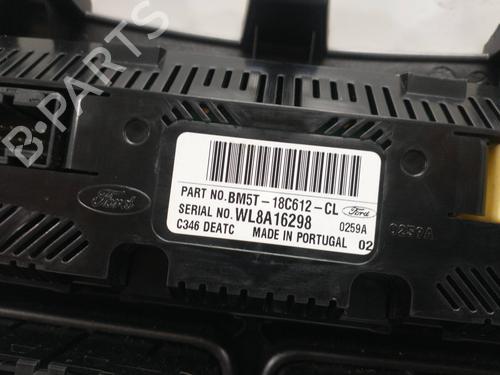 B-PARTS
PART NO. BM5T-18C612-CL Ford
SERIAL NO. WL8A16298 0259A
C346 DEATC MADE IN PORTUGAL 02
Ford
0259A